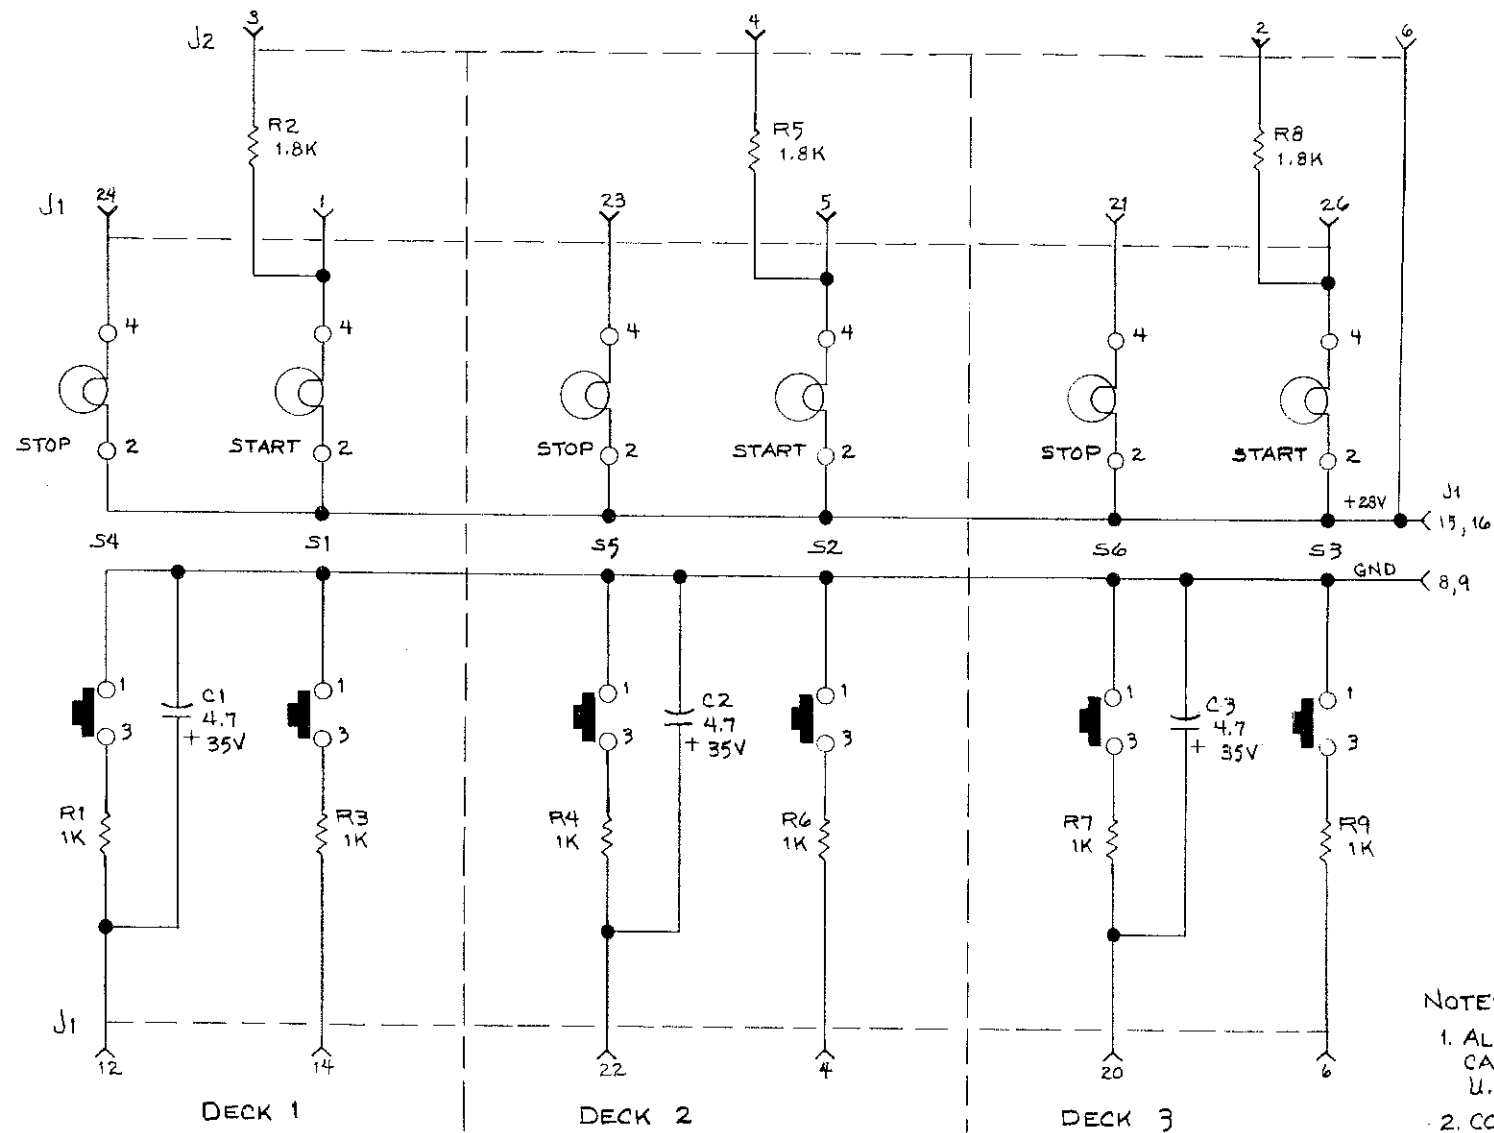 3
4
2
6
J2
R2
1.8K
R5
1.8K
R8
1.8K
J1
24
1
23
5
21
26
4
4
4
4
4
4
STOP
2
START
2
STOP
2
START
2
STOP
2
START
2
+28V
J1
15,16
S4
S1
S5
S2
S6
S3
GND
8,9
1
C1
4.7
+ 35V
3
1
3
1
C2
4.7
+ 35V
3
1
3
1
C3
4.7
+ 35V
3
1
3
R1
1K
R3
1K
R4
1K
R6
1K
R7
1K
R9
1K
J1
12
14
22
4
20
6
DECK 1
DECK 2
DECK 3
NOTE
1. AL
CA
U.
2. CO